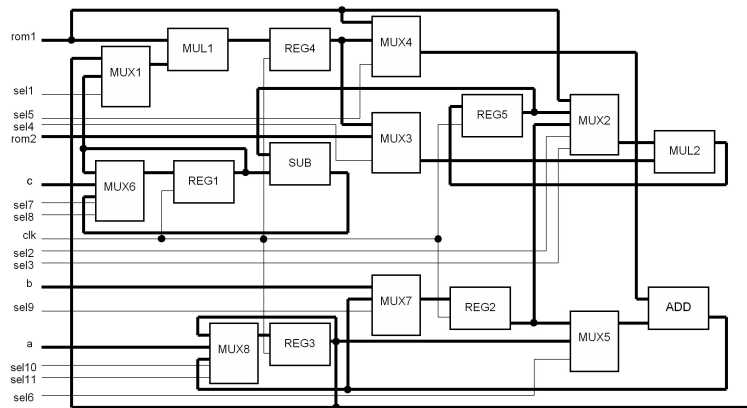 rom1
MUL1
REG4
MUX4
MUX1
sel1
sel5
sel4
rom2
MUX3
REG5
MUX2
MUL2
SUB
c
MUX6
REG1
sel7
sel8
clk
sel2
sel3
b
sel9
MUX7
REG2
ADD
a
MUX8
REG3
MUX5
sel10
sel11
sel6